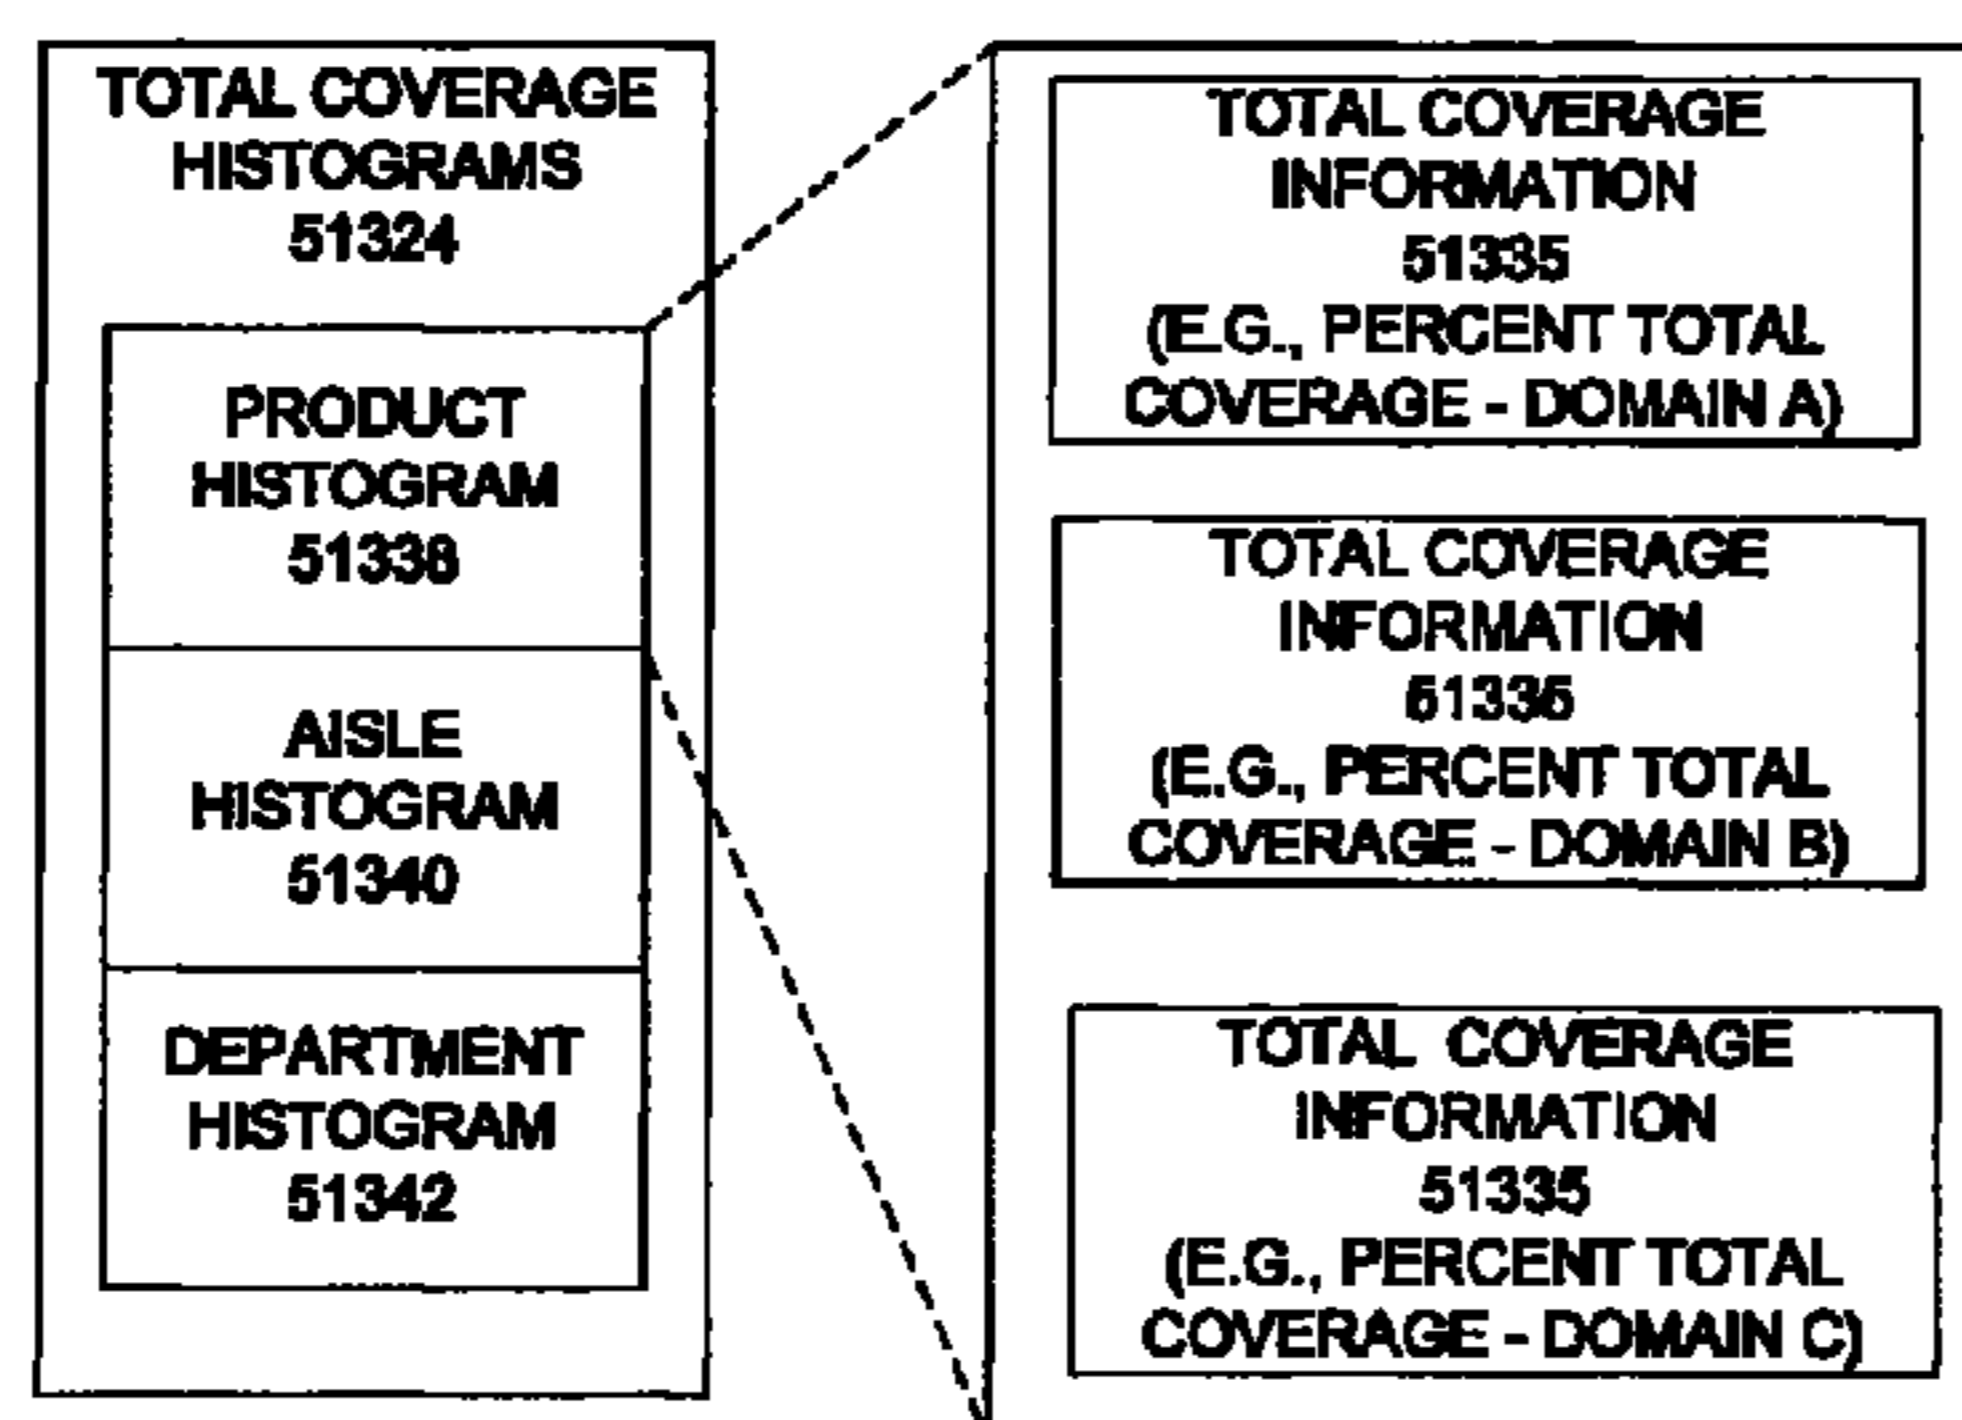 TOTAL COVERAGE
HISTOGRAMS
51324
PRODUCT
HISTOGRAM
51338
AISLE
HISTOGRAM
51340
DEPARTMENT
HISTOGRAM
51342
TOTAL COVERAGE
INFORMATION
51335
(E.G., PERCENT TOTAL
COVERAGE - DOMAIN A)
TOTAL COVERAGE
INFORMATION
51335
(E.G., PERCENT TOTAL
COVERAGE - DOMAIN B)
TOTAL COVERAGE
INFORMATION
51335
(E.G., PERCENT TOTAL
COVERAGE - DOMAIN C)